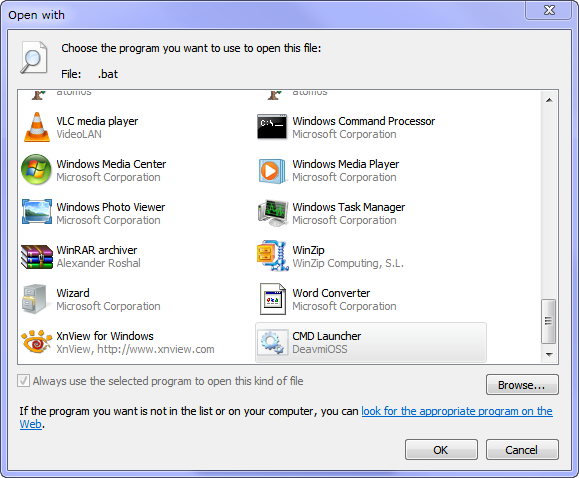 Open with
Choose the program you want to use to open this file:
File: .bat
atomos atomos
VLC media player Windows Command Processor
VideoLAN Microsoft Corporation
Windows Media Center Windows Media Player
Microsoft Corporation Microsoft Corporation
Windows Photo Viewer Windows Task Manager
Microsoft Corporation Microsoft Corporation
WinRAR archiver WinZip
Alexander Roshal WinZip Computing, S.L.
Wizard Word Converter
Microsoft Corporation Microsoft Corporation
XnView for Windows CMD Launcher
XnView, http://www.xnview.com DeavmiOSS
Always use the selected program to open this kind of file
Browse...
If the program you want is not in the list or on your computer, you can look for the appropriate program on the
Web.
OK Cancel